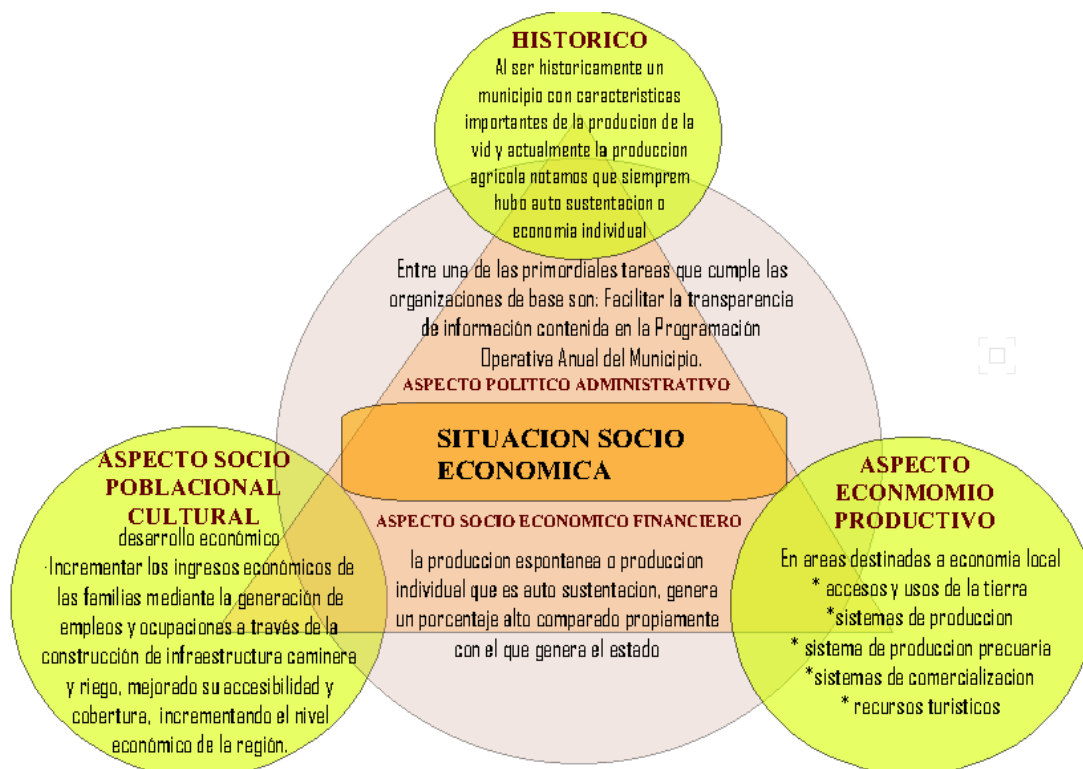 HISTORICO
Al ser historicamente un
municipio con caracteristicas
importantes de la producion de la
vid y actualmente la produccion
agricola notamos que siemprem
hubo auto sustentacion o
economia individual
Entre una de las primordiales tareas que cumple las
organizaciones de base son: Facilitar la transparencia
de información contenida en la Programación
Operativa Anual del Municipio.
ASPECTO POLITICO ADMINISTRATIVO
SITUACION SOCIO
ECONOMICA
ASPECTO SOCIO ECONOMICO FINANCIERO
la produccion espontanea o produccion
individual que es auto sustentacion, genera
un porcentaje alto comparado propiamente
con el que genera el estado
ASPECTO SOCIO
POBLACIONAL
CULTURAL
desarrollo económico
·Incrementar los ingresos económicos de
las familias mediante la generación de
empleos y ocupaciones a través de la
construcción de infraestructura caminera
y riego, mejorado su accesibilidad y
cobertura, incrementando el nivel
económico de la región.
ASPECTO
ECONMOMIO
PRODUCTIVO
En areas destinadas a economia local
* accesos y usos de la tierra
*sistemas de produccion
* sistema de produccion precuaria
*sistemas de comercializacion
* recursos turisticos